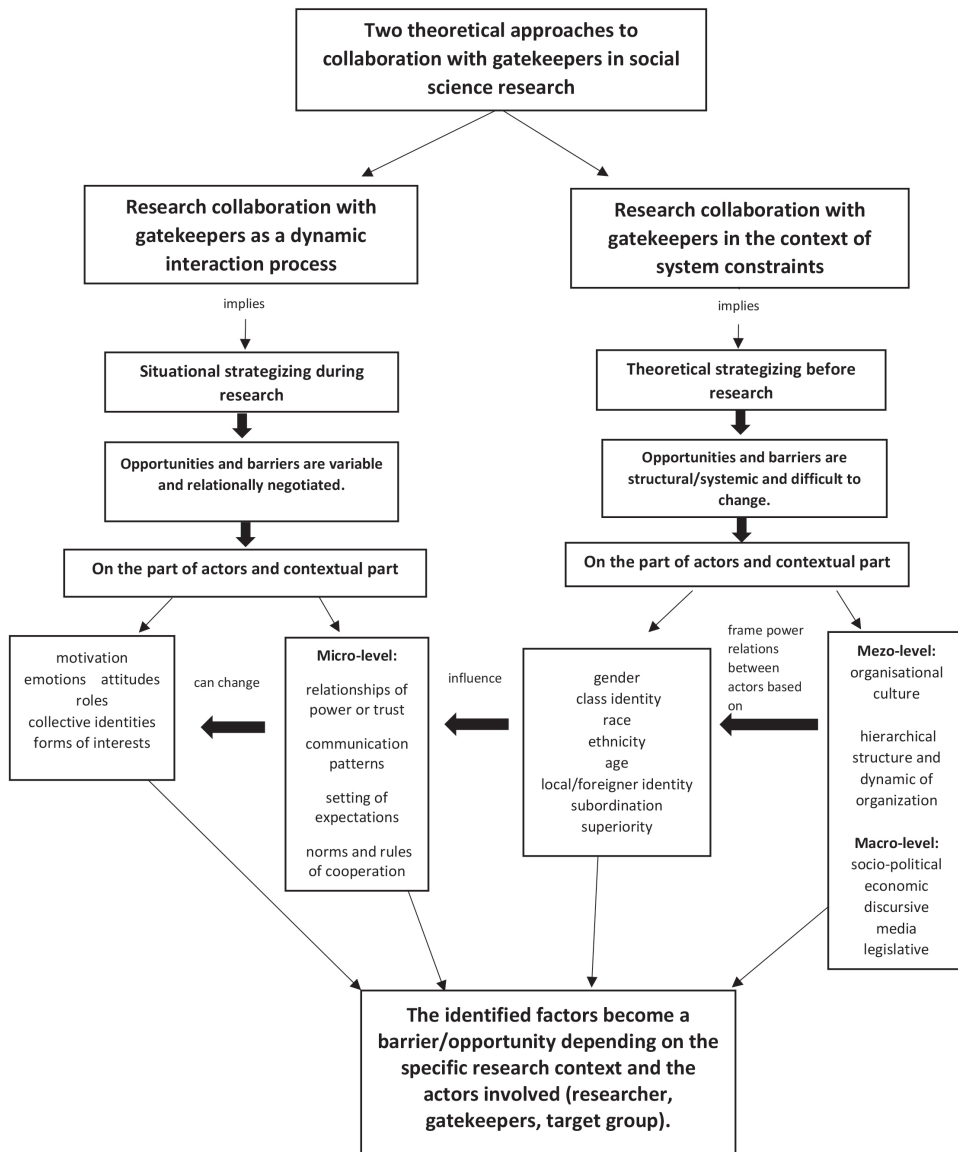 Two theoretical approaches to
collaboration with gatekeepers in social
science research
Research collaboration with
gatekeepers as a dynamic
interaction process
Research collaboration with
gatekeepers in the context of
system constraints
implies
implies
Situational strategizing during
research
Theoretical strategizing before
research
Opportunities and barriers are variable
and relationally negotiated.
Opportunities and barriers are
structural/systemic and difficult to
change.
On the part of actors and contextual part
On the part of actors and contextual part
motivation
emotions attitudes
roles
collective identities
forms of interests
can change
Micro-level:
relationships of
power or trust
communication
patterns
setting of
expectations
norms and rules
of cooperation
influence
gender
class identity
race
ethnicity
age
local/foreigner identity
subordination
superiority
frame power
relations
between
actors based
on
Mezo-level:
organisational
culture
hierarchical
structure and
dynamic of
organization
Macro-level:
socio-political
economic
discursive
media
legislative
The identified factors become a
barrier/opportunity depending on the
specific research context and the
actors involved (researcher,
gatekeepers, target group).